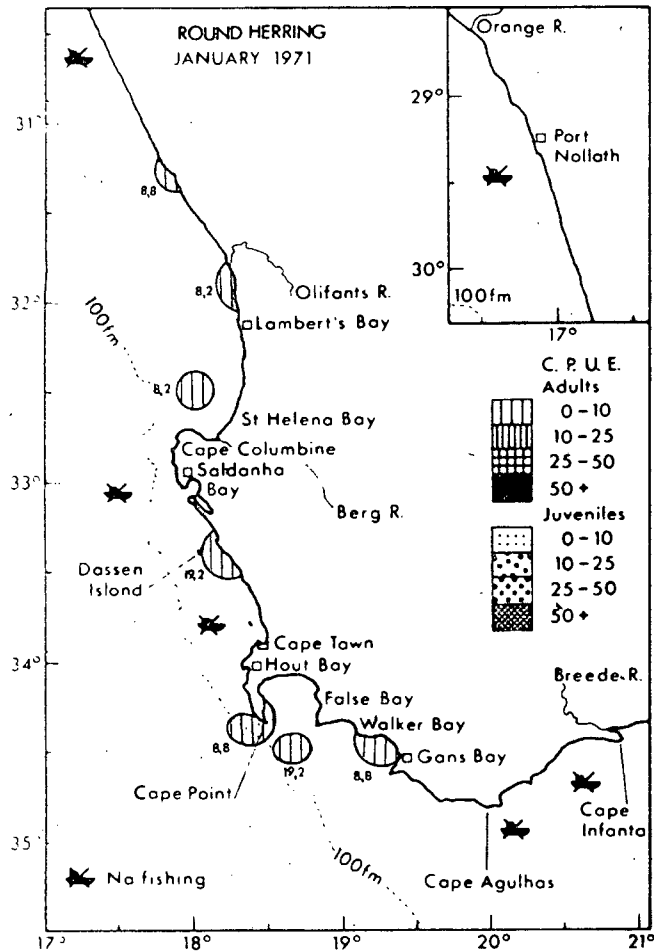 ROUND HERRING
JANUARY 1971
Orange R.
29°
Port
Nollath
30°
100fm
17°
31°
8,8
Olifants R.
8,2
32°
Lambert's Bay
100fm
8,2
C. P. U. E.
Adults
0-10
10-25
25-50
50+
Juveniles
0-10
10-25
25-50
50+
St Helena Bay
Cape Columbine
Saldanha
Bay
33°
Berg R.
Dassen
Island
19,2
Cape Town
34°
Hout Bay
Breede R.
False Bay
Walker Bay
8,8
19,2
8,8
Gans Bay
Cape Point
Cape
Infanta
35°
100fm
No fishing
Cape Agulhas
17°
18°
19°
20°
21°